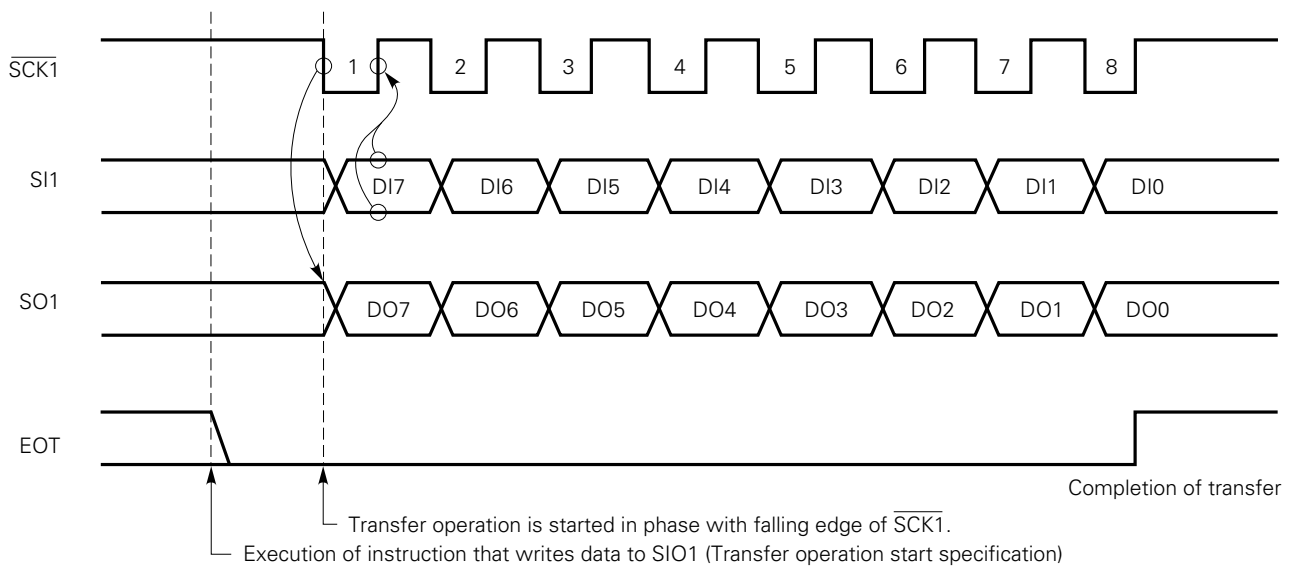 SCK1 1 2 3 4 5 6 7 8
SI1 DI7 DI6 DI5 DI4 DI3 DI2 DI1 DI0
SO1 DO7 DO6 DO5 DO4 DO3 DO2 DO1 DO0
EOT
Completion of transfer
Transfer operation is started in phase with falling edge of SCK1.
Execution of instruction that writes data to SIO1 (Transfer operation start specification)